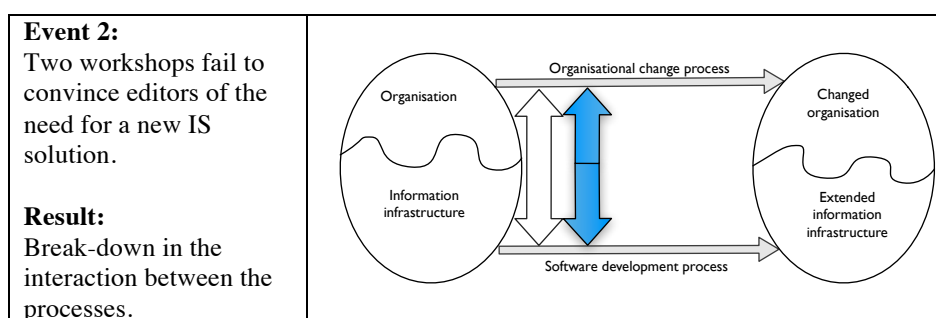 Event 2:
Two workshops fail to
convince editors of the
need for a new IS
solution.
Result:
Break-down in the
interaction between the
processes.
Organisational change process
Organisation
Information
infrastructure
Software development process
Changed
organisation
Extended
information
infrastructure